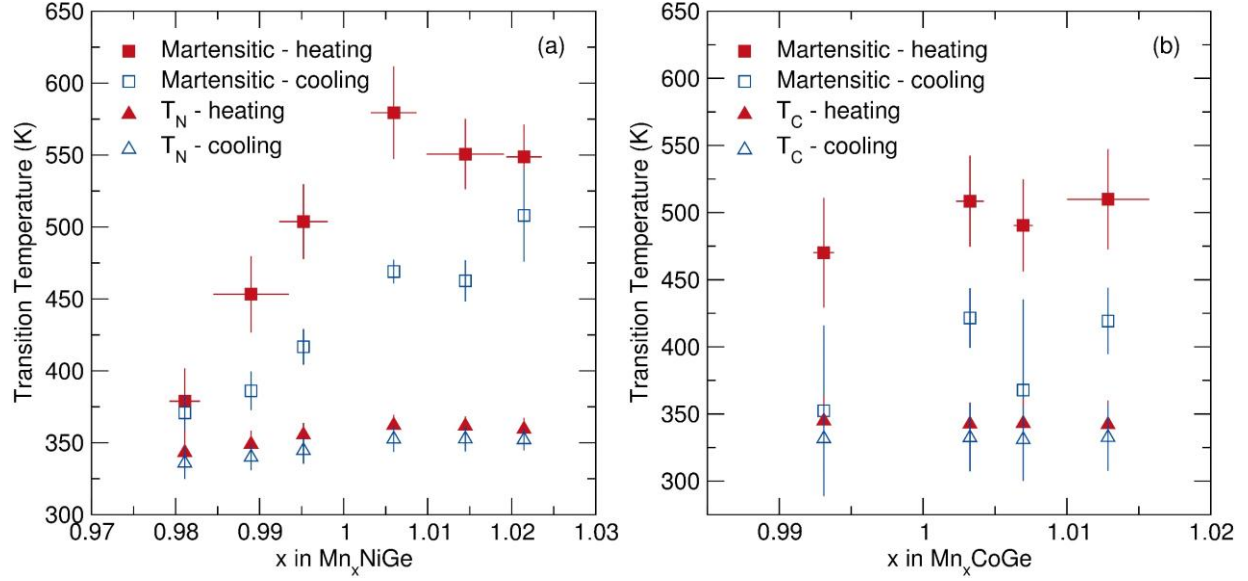 650
600
550
500
450
400
350
300
Transition Temperature (K)
Martensitic - heating
Martensitic - cooling
T_N - heating
T_N - cooling
(a)
0.97
0.98
0.99
1
1.01
1.02
1.03
x in Mn_xNiGe
650
600
550
500
450
400
350
300
Transition Temperature (K)
Martensitic - heating
Martensitic - cooling
T_C - heating
T_C - cooling
(b)
0.99
1
1.01
1.02
x in Mn_xCoGe